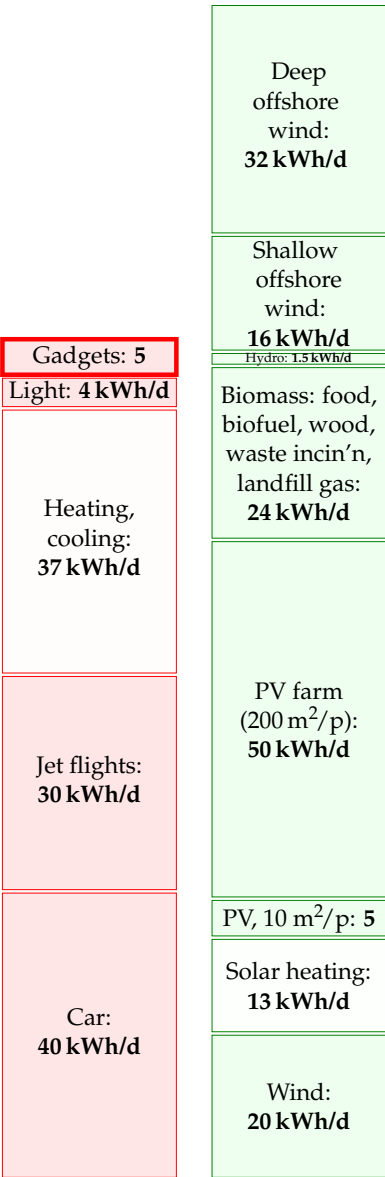 Gadgets: 5
Light: 4 kWh/d
Heating,
cooling:
37 kWh/d
Jet flights:
30 kWh/d
Car:
40 kWh/d
Deep
offshore
wind:
32 kWh/d
Shallow
offshore
wind:
16 kWh/d
Hydro: 1.5 kWh/d
Biomass: food,
biofuel, wood,
waste incin’n,
landfill gas:
24 kWh/d
PV farm
(200 m²/p):
50 kWh/d
PV, 10 m²/p: 5
Solar heating:
13 kWh/d
Wind:
20 kWh/d